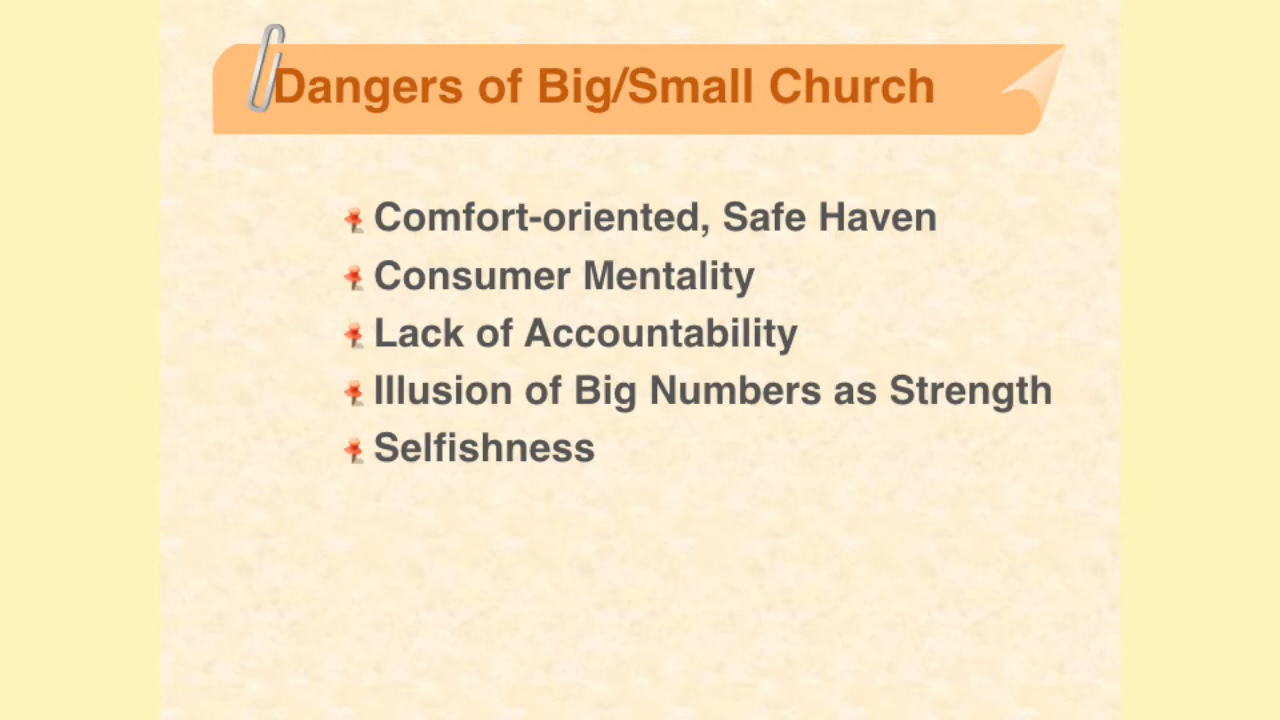 Dangers of Big/Small Church
Comfort-oriented, Safe Haven
Consumer Mentality
Lack of Accountability
Illusion of Big Numbers as Strength
Selfishness